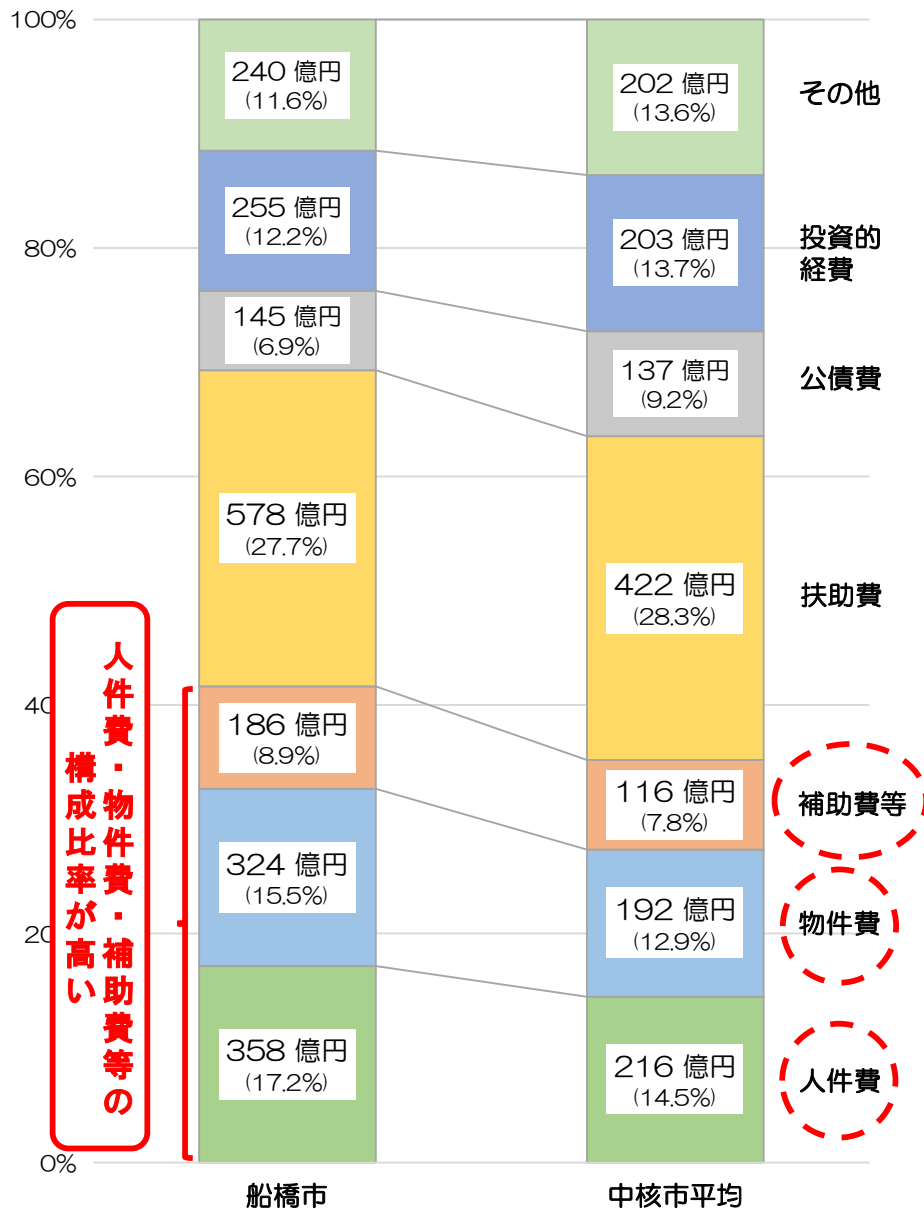 100%
80%
60%
40
20
0%
240 億円
(11.6%)
255 億円
(12.2%)
145 億円
(6.9%)
578 億円
(27.7%)
186 億円
(8.9%)
324 億円
(15.5%)
358 億円
(17.2%)
202 億円
(13.6%)
203 億円
(13.7%)
137 億円
(9.2%)
422 億円
(28.3%)
116 億円
(7.8%)
192 億円
(12.9%)
216 億円
(14.5%)
その他
投資的
経費
公債費
扶助費
補助費等
物件費
人件費
人件費・物件費・補助費等の
構成比率が高い
船橋市
中核市平均